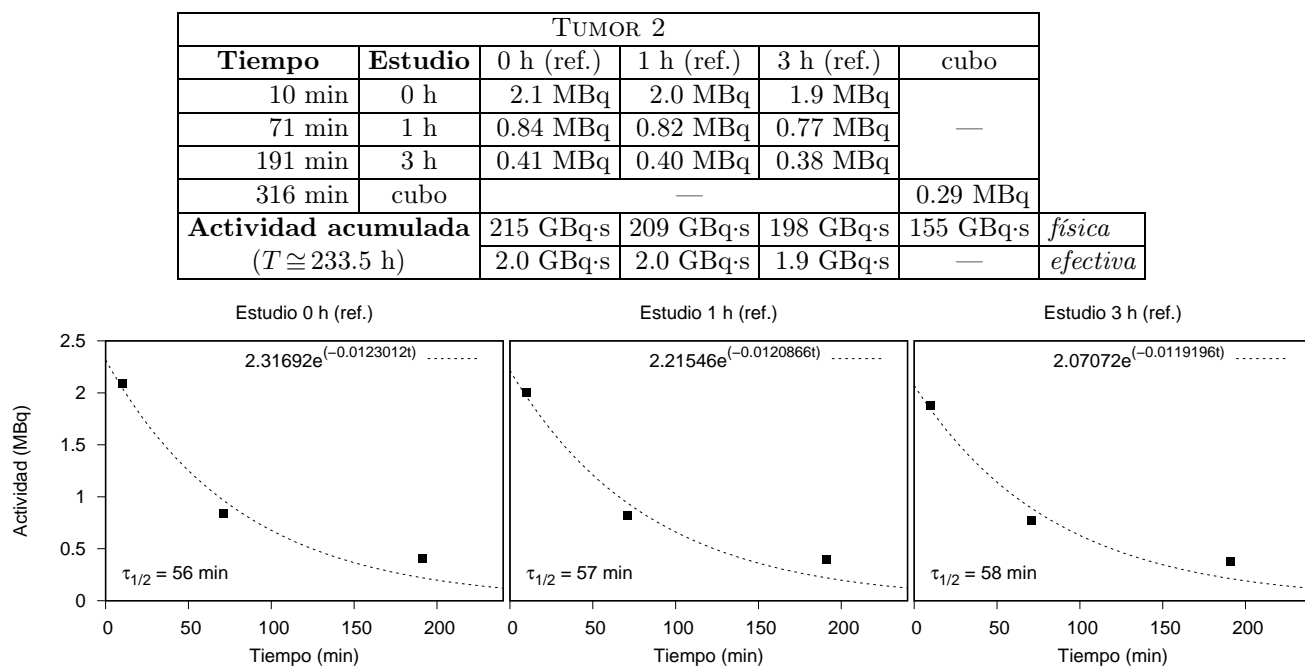 TUMOR 2
Tiempo Estudio 0 h (ref.) 1 h (ref.) 3 h (ref.) cubo
10 min 0 h 2.1 MBq 2.0 MBq 1.9 MBq
71 min 1 h 0.84 MBq 0.82 MBq 0.77 MBq —
191 min 3 h 0.41 MBq 0.40 MBq 0.38 MBq
316 min cubo — 0.29 MBq
Actividad acumulada 215 GBq·s 209 GBq·s 198 GBq·s 155 GBq·s física
(T≅233.5 h) 2.0 GBq·s 2.0 GBq·s 1.9 GBq·s — efectiva
Estudio 0 h (ref.) Estudio 1 h (ref.) Estudio 3 h (ref.)
2.31692e(−0.0123012t) 2.21546e(−0.0120866t) 2.07072e(−0.0119196t)
Actividad (MBq)
2.5
2
1.5
1
0.5
0
τ1/2 = 56 min τ1/2 = 57 min τ1/2 = 58 min
0 50 100 150 200 0 50 100 150 200 0 50 100 150 200
Tiempo (min) Tiempo (min) Tiempo (min)